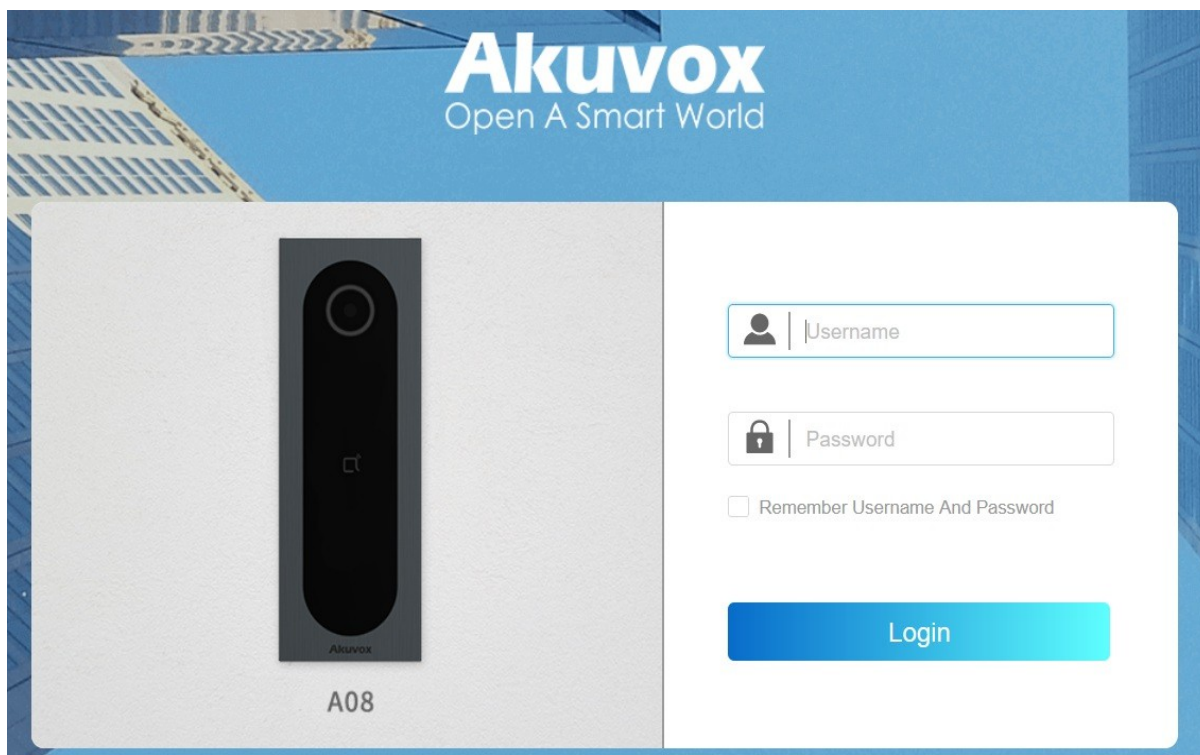 Akuvox
Open A Smart World
Akuvox
A08
Username
Password
Remember Username And Password
Login